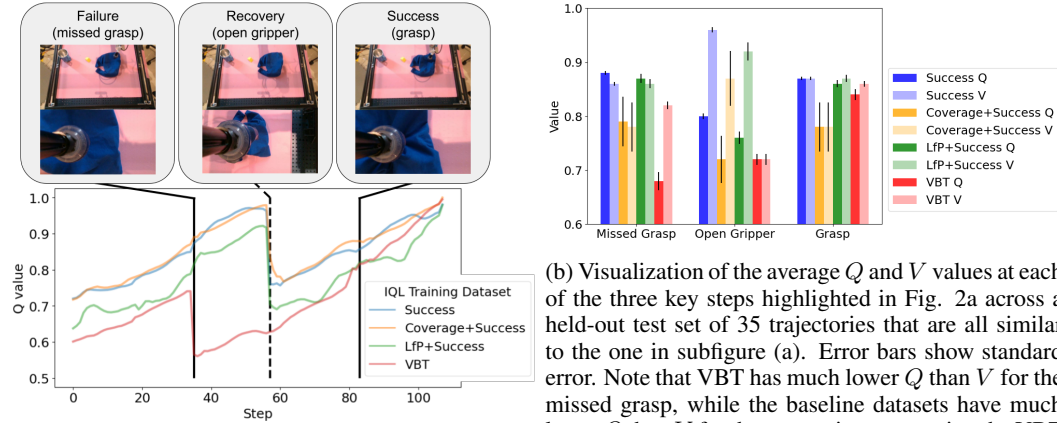 Failure
(missed grasp)
Recovery
(open gripper)
Success
(grasp)
1.0
0.9
0.8
0.7
0.6
0.5
Q value
0
20
40
60
80
100
Step
IQL Training Dataset
Success
Coverage+Success
LfP+Success
VBT
1.0
0.9
0.8
0.7
0.6
Value
Missed Grasp
Open Gripper
Grasp
Success Q
Success V
Coverage+Success Q
Coverage+Success V
LfP+Success Q
LfP+Success V
VBT Q
VBT V
(b) Visualization of the average Q and V values at each
of the three key steps highlighted in Fig. 2a across a
held-out test set of 35 trajectories that are all similar
to the one in subfigure (a). Error bars show standard
error. Note that VBT has much lower Q than V for the
missed grasp, while the baseline datasets have much